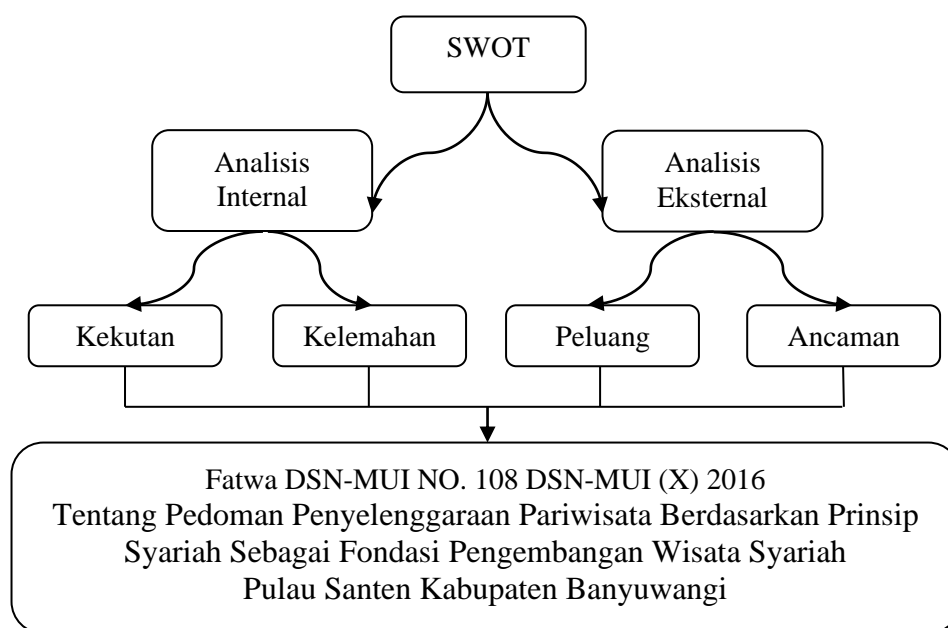 SWOT
Analisis
Internal
Analisis
Eksternal
Kekutan
Kelemahan
Peluang
Ancaman
Fatwa DSN-MUI NO. 108 DSN-MUI (X) 2016
Tentang Pedoman Penyelenggaraan Pariwisata Berdasarkan Prinsip
Syariah Sebagai Fondasi Pengembangan Wisata Syariah
Pulau Santen Kabupaten Banyuwangi